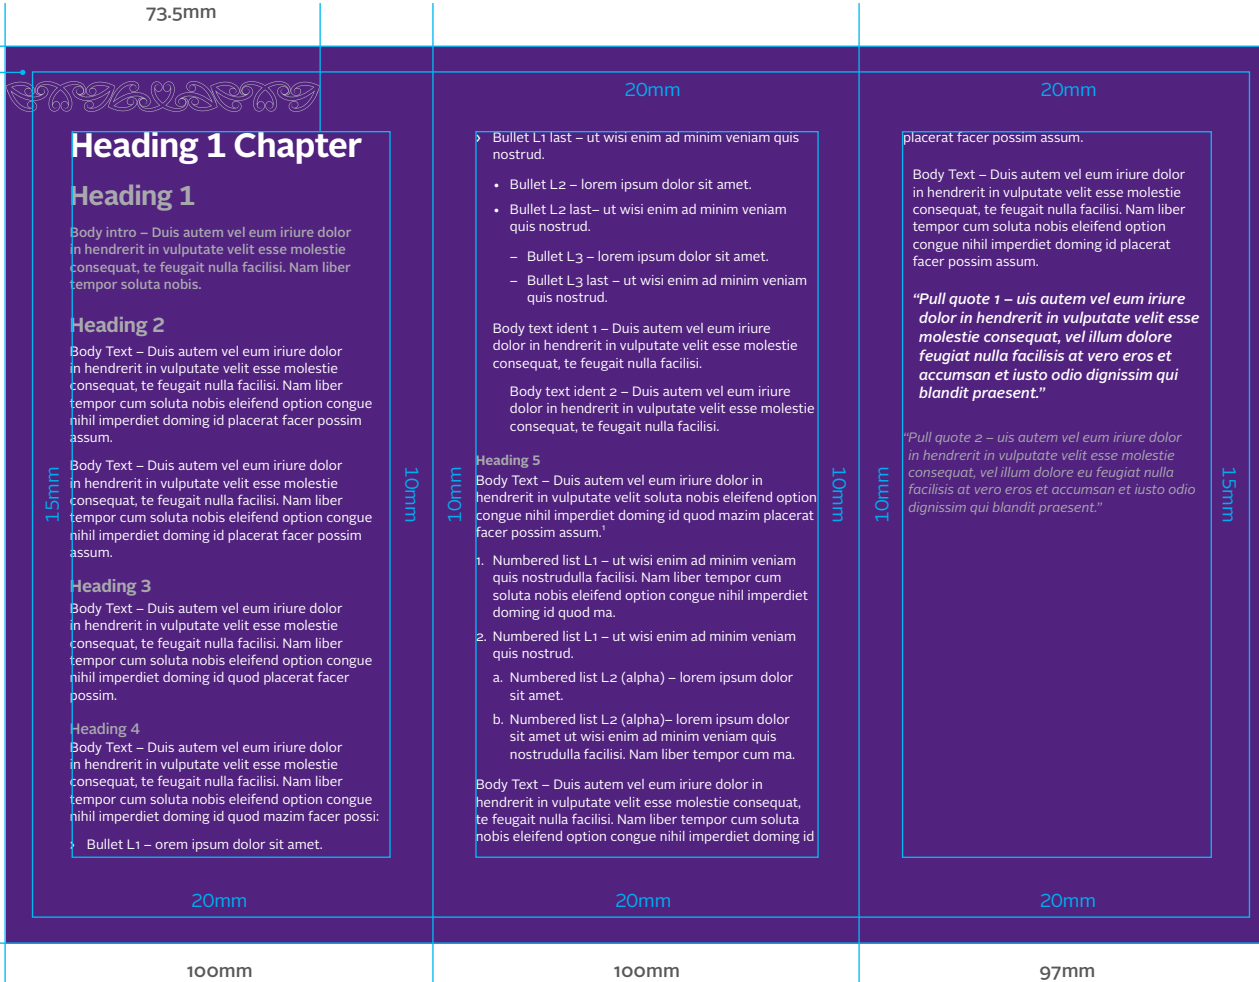 73.5mm
20mm
20mm
Heading 1 Chapter
Heading 1
Body intro – Duis autem vel eum iriure dolor
in hendrerit in vulputate velit esse molestie
consequat, te feugait nulla facilisi. Nam liber
tempor soluta nobis.
Heading 2
Body Text – Duis autem vel eum iriure dolor
in hendrerit in vulputate velit esse molestie
consequat, te feugait nulla facilisi. Nam liber
tempor cum soluta nobis eleifend option congue
nihil imperdiet doming id placerat facer possim
assum.
Body Text – Duis autem vel eum iriure dolor
in hendrerit in vulputate velit esse molestie
consequat, te feugait nulla facilisi. Nam liber
tempor cum soluta nobis eleifend option congue
nihil imperdiet doming id placerat facer possim
assum.
Heading 3
Body Text – Duis autem vel eum iriure dolor
in hendrerit in vulputate velit esse molestie
consequat, te feugait nulla facilisi. Nam liber
tempor cum soluta nobis eleifend option congue
nihil imperdiet doming id quod placerat facer
possim.
Heading 4
Body Text – Duis autem vel eum iriure dolor
in hendrerit in vulputate velit esse molestie
consequat, te feugait nulla facilisi. Nam liber
tempor cum soluta nobis eleifend option congue
nihil imperdiet doming id quod mazim facer possi:
› Bullet L1 – orem ipsum dolor sit amet.
15mm
10mm
› Bullet L1 last – ut wisi enim ad minim veniam quis
nostrud.
• Bullet L2 – lorem ipsum dolor sit amet.
• Bullet L2 last– ut wisi enim ad minim veniam
quis nostrud.
– Bullet L3 – lorem ipsum dolor sit amet.
– Bullet L3 last – ut wisi enim ad minim veniam
quis nostrud.
Body text ident 1 – Duis autem vel eum iriure
dolor in hendrerit in vulputate velit esse molestie
consequat, te feugait nulla facilisi.
Body text ident 2 – Duis autem vel eum iriure
dolor in hendrerit in vulputate velit esse molestie
consequat, te feugait nulla facilisi.
Heading 5
Body Text – Duis autem vel eum iriure dolor in
hendrerit in vulputate velit soluta nobis eleifend option
congue nihil imperdiet doming id quod mazim placerat
facer possim assum.¹
1. Numbered list L1 – ut wisi enim ad minim veniam
quis nostrudulla facilisi. Nam liber tempor cum
soluta nobis eleifend option congue nihil imperdiet
doming id quod ma.
2. Numbered list L1 – ut wisi enim ad minim veniam
quis nostrud.
a. Numbered list L2 (alpha) – lorem ipsum dolor
sit amet.
b. Numbered list L2 (alpha)– lorem ipsum dolor
sit amet ut wisi enim ad minim veniam quis
nostrudulla facilisi. Nam liber tempor cum ma.
Body Text – Duis autem vel eum iriure dolor in
hendrerit in vulputate velit esse molestie consequat,
te feugait nulla facilisi. Nam liber tempor cum soluta
nobis eleifend option congue nihil imperdiet doming id
10mm
10mm
placerat facer possim assum.
Body Text – Duis autem vel eum iriure dolor
in hendrerit in vulputate velit esse molestie
consequat, te feugait nulla facilisi. Nam liber
tempor cum soluta nobis eleifend option
congue nihil imperdiet doming id placerat
facer possim assum.
“Pull quote 1 – uis autem vel eum iriure
dolor in hendrerit in vulputate velit esse
molestie consequat, vel illum dolore
feugiat nulla facilisis at vero eros et
accumsan et iusto odio dignissim qui
blandit praesent.”
“Pull quote 2 – uis autem vel eum iriure dolor
in hendrerit in vulputate velit esse molestie
consequat, vel illum dolore eu feugiat nulla
facilisis at vero eros et accumsan et iusto odio
dignissim qui blandit praesent.”
10mm
15mm
20mm
20mm
20mm
100mm
100mm
97mm